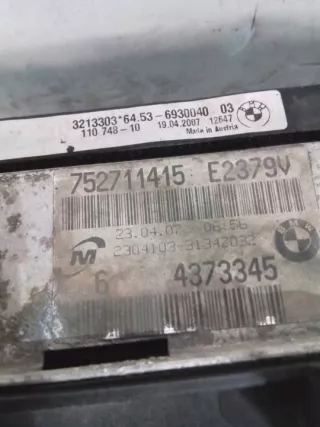 3213303*64.53-6930040 03
110 748-10 19.04.2007 12647
Made in Austria
BMW
752711415 E2379V
23.04.07 06:56
2304103-31342032
6 4373345